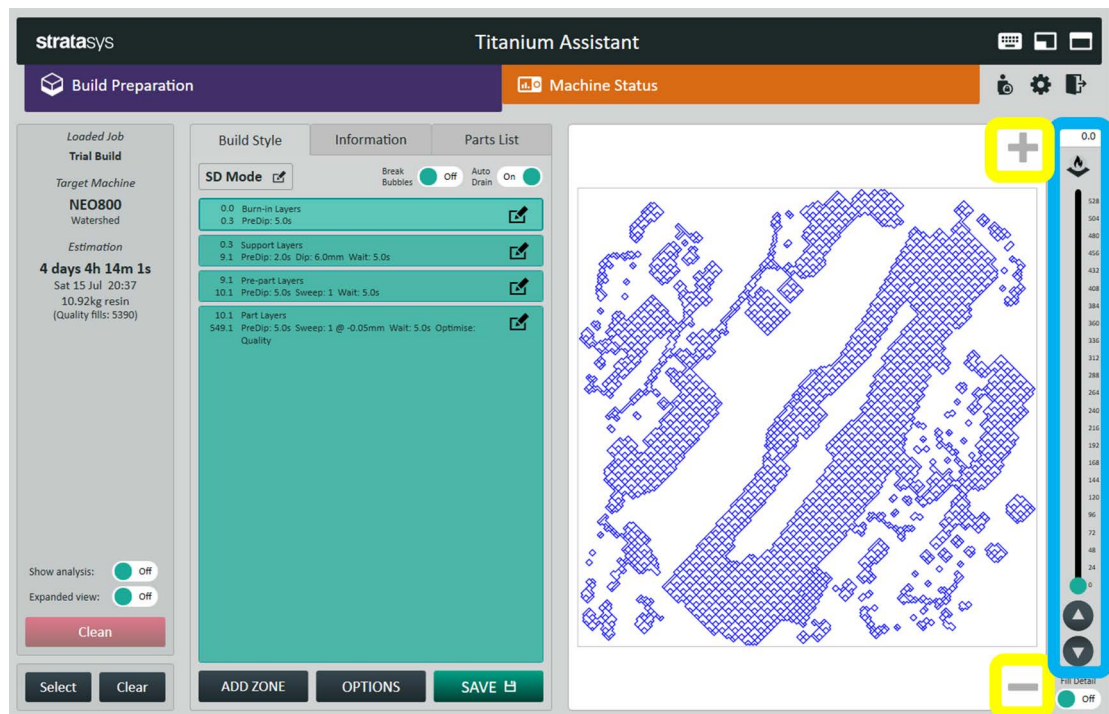 stratasys
Titanium Assistant
Build Preparation
Machine Status
Loaded Job
Trial Build
Target Machine
NEO800
Watershed
Estimation
4 days 4h 14m 1s
Sat 15 Jul 20:37
10.92kg resin
(Quality fills: 5390)
Show analysis: Off
Expanded view: Off
Clean
Select Clear
Build Style Information Parts List
SD Mode
Break Bubbles Off
Auto Drain On
0.0 Burn-in Layers
0.3 PreDip: 5.0s
0.3 Support Layers
9.1 PreDip: 2.0s Dip: 6.0mm Wait: 5.0s
9.1 Pre-part Layers
10.1 PreDip: 5.0s Sweep: 1 Wait: 5.0s
10.1 Part Layers
549.1 PreDip: 5.0s Sweep: 1 @ -0.05mm Wait: 5.0s Optimise:
Quality
ADD ZONE OPTIONS SAVE
0.0
528
504
480
456
432
408
384
360
336
312
288
264
240
216
192
168
144
120
96
72
48
24
0
Fill Detail
Off